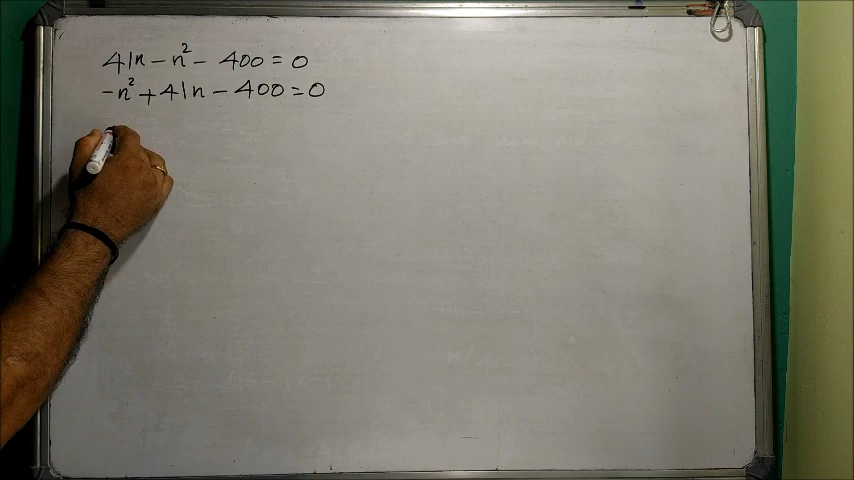 41n - n² - 400 = 0
-n² + 41n - 400 = 0